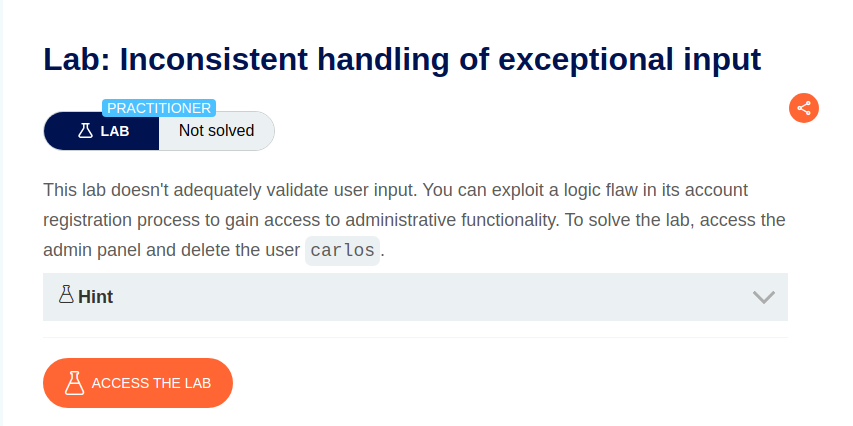 Lab: Inconsistent handling of exceptional input
PRACTITIONER
LAB
Not solved
This lab doesn't adequately validate user input. You can exploit a logic flaw in its account
registration process to gain access to administrative functionality. To solve the lab, access the
admin panel and delete the user carlos.
Hint
ACCESS THE LAB